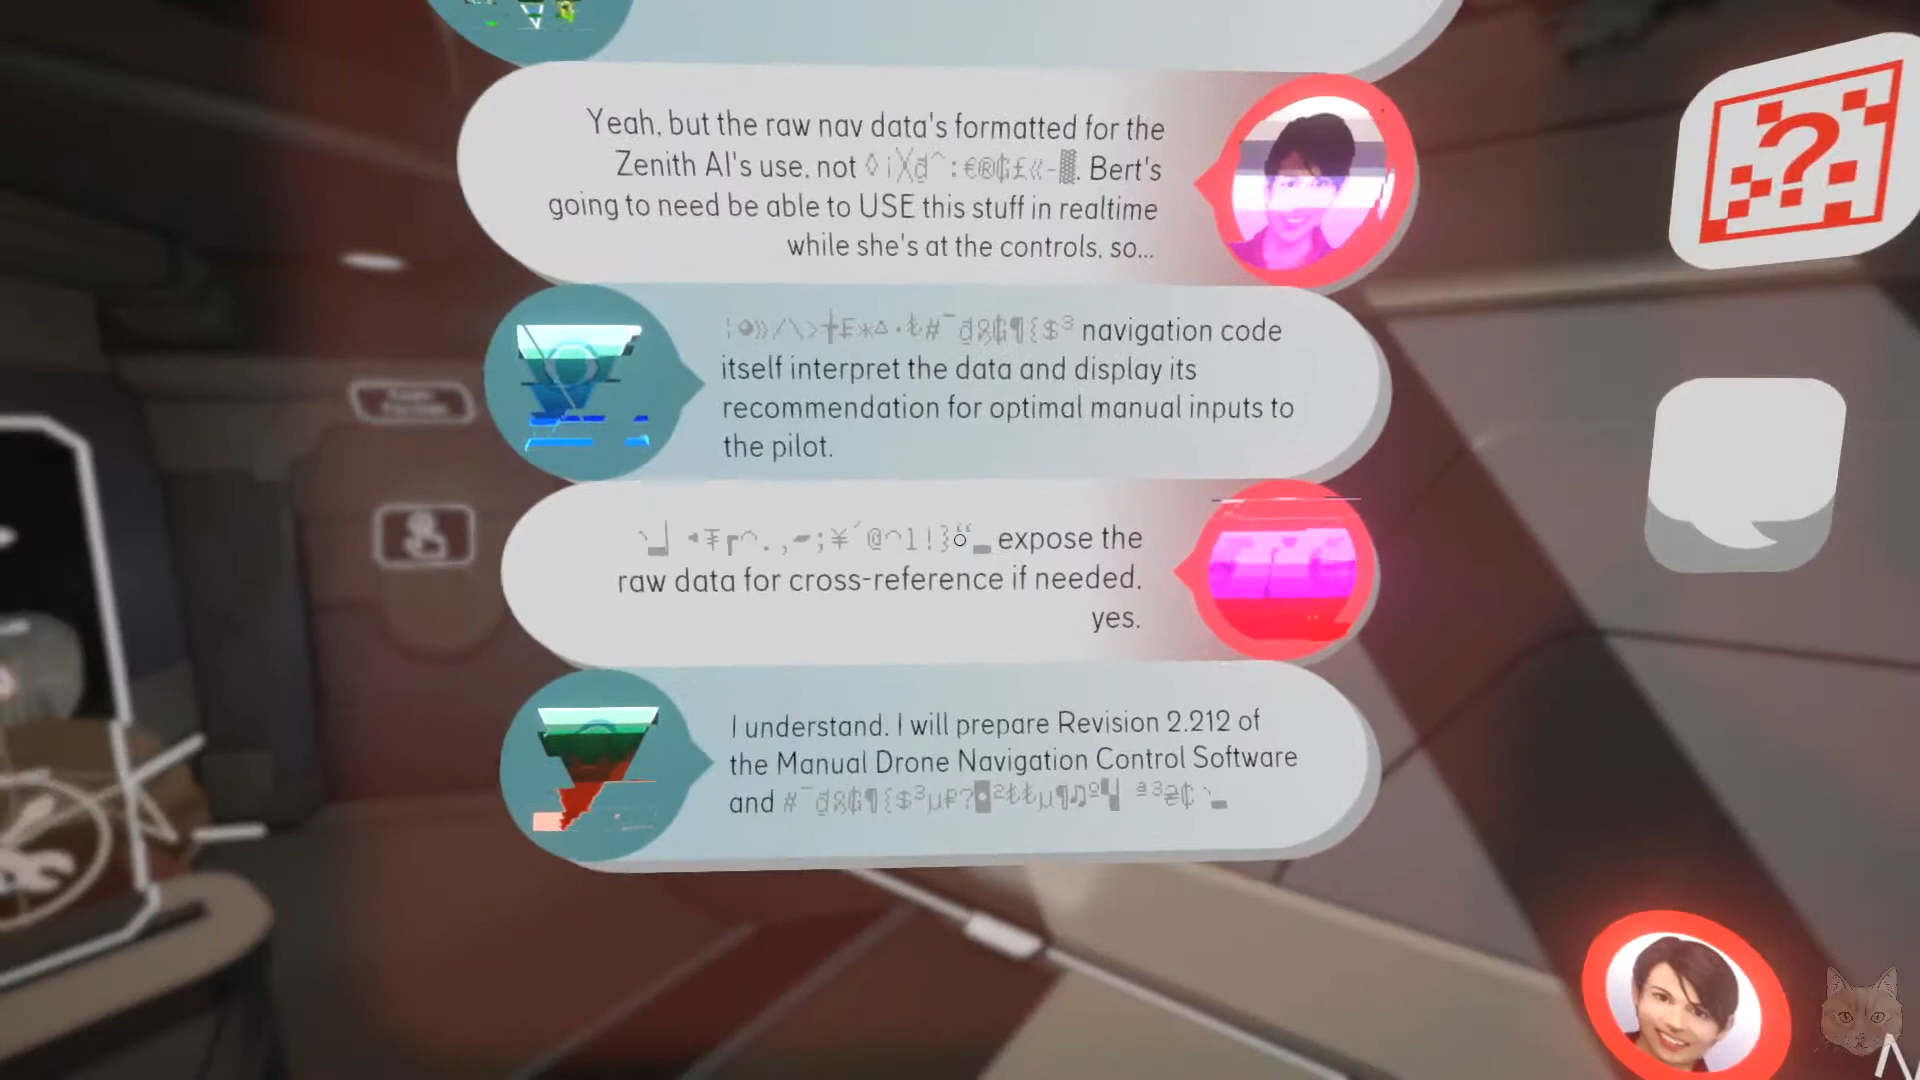 Yeah, but the raw nav data's formatted for the
Zenith AI's use, not
. Bert's
going to need be able to USE this stuff in realtime
while she's at the controls, so...
navigation code
itself interpret the data and display its
recommendation for optimal manual inputs to
the pilot.
expose the
raw data for cross-reference if needed,
yes.
I understand. I will prepare Revision 2.212 of
the Manual Drone Navigation Control Software
and
?